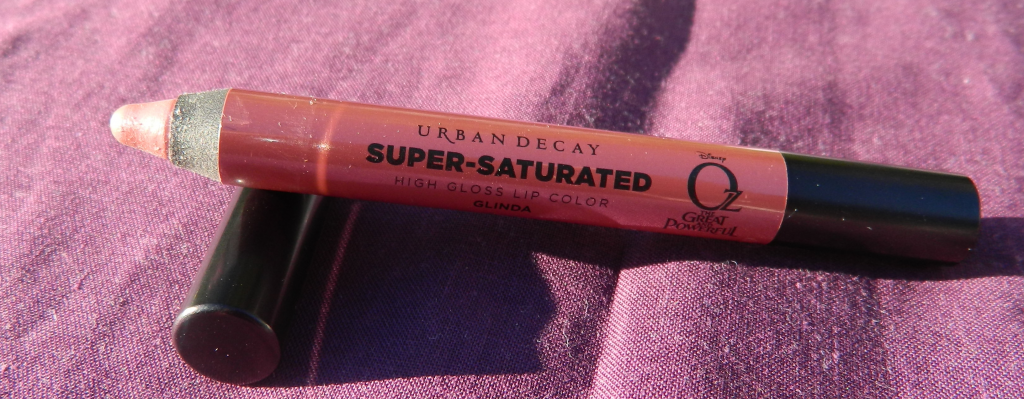 URBAN DECAY
SUPER-SATURATED
HIGH GLOSS LIP COLOR
GLINDA
Disney
OZ
THE
GREAT
AND
POWERFUL